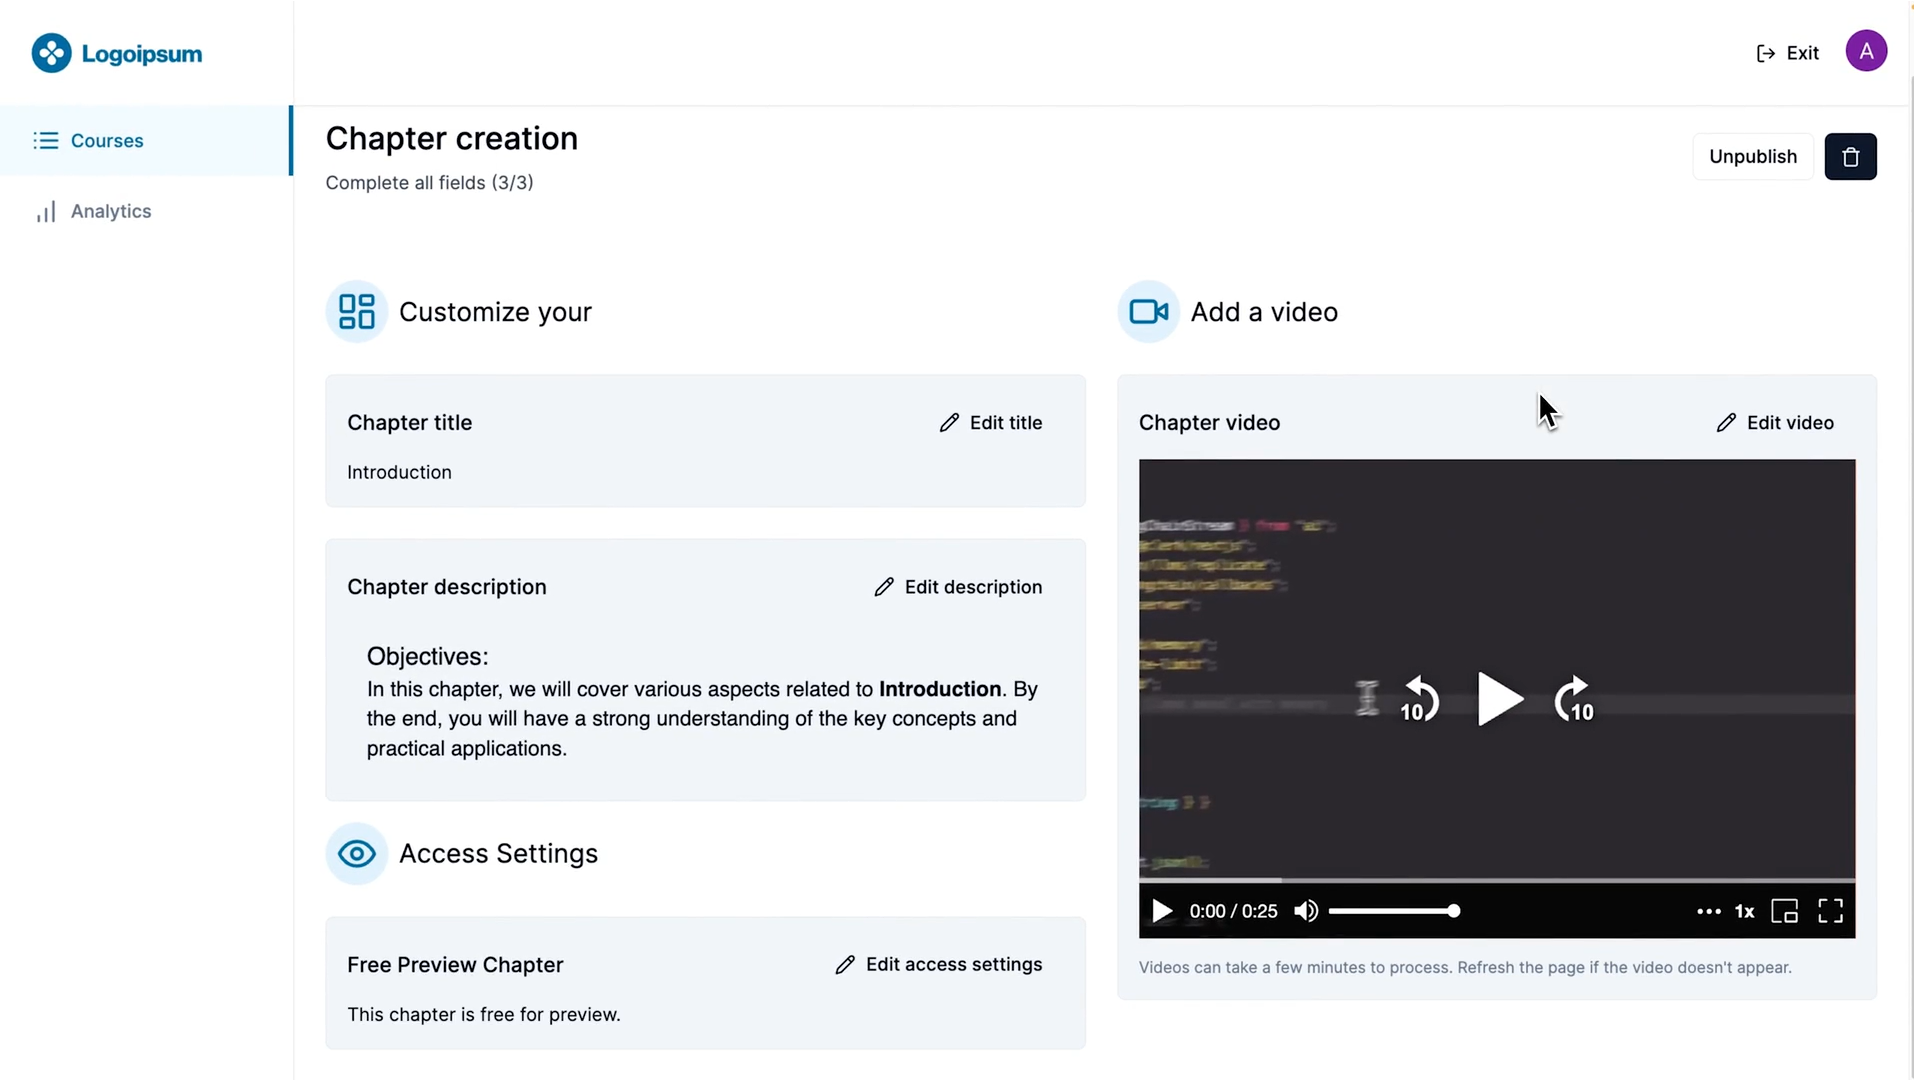 Logoipsum
Exit
A
Courses
Analytics
Chapter creation
Complete all fields (3/3)
Unpublish
Customize your
Add a video
Chapter title
Edit title
Introduction
Chapter description
Edit description
Objectives:
In this chapter, we will cover various aspects related to Introduction. By
the end, you will have a strong understanding of the key concepts and
practical applications.
Access Settings
Free Preview Chapter
Edit access settings
This chapter is free for preview.
Chapter video
Edit video
} from "ai";
10
10
0:00 / 0:25
1x
Videos can take a few minutes to process. Refresh the page if the video doesn't appear.